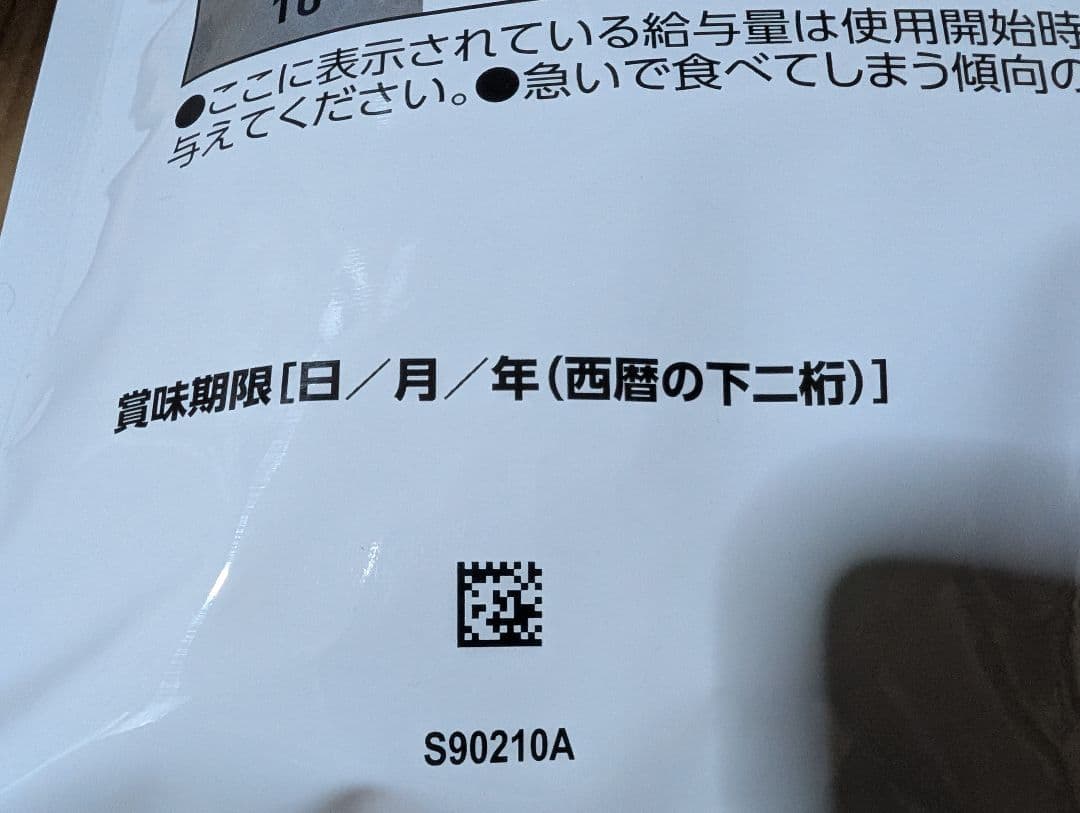 10
●ここに表示されている給与量は使用開始時
与えてください。●急いで食べてしまう傾向の
賞味期限[日／月／年(西暦の下二桁)]
S90210A